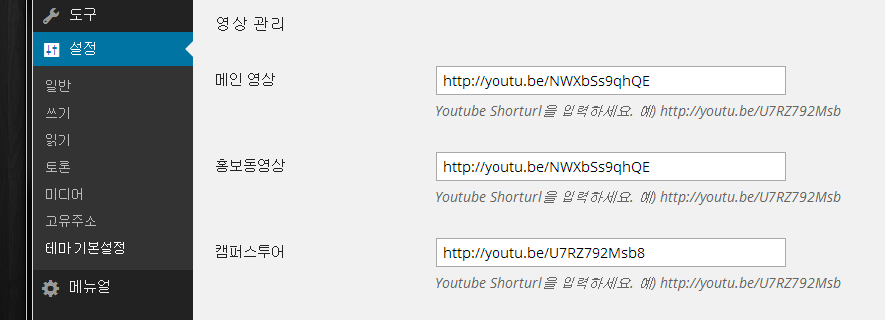 도구
설정
일반
쓰기
읽기
토론
미디어
고유주소
테마 기본설정
메뉴얼
영상 관리
메인 영상
http://youtu.be/NWXbSs9qhQE
Youtube Shorturl을 입력하세요. 예) http://youtu.be/U7RZ792Msb
홍보동영상
http://youtu.be/NWXbSs9qhQE
Youtube Shorturl을 입력하세요. 예) http://youtu.be/U7RZ792Msb
캠퍼스투어
http://youtu.be/U7RZ792Msb8
Youtube Shorturl을 입력하세요. 예) http://youtu.be/U7RZ792Msb